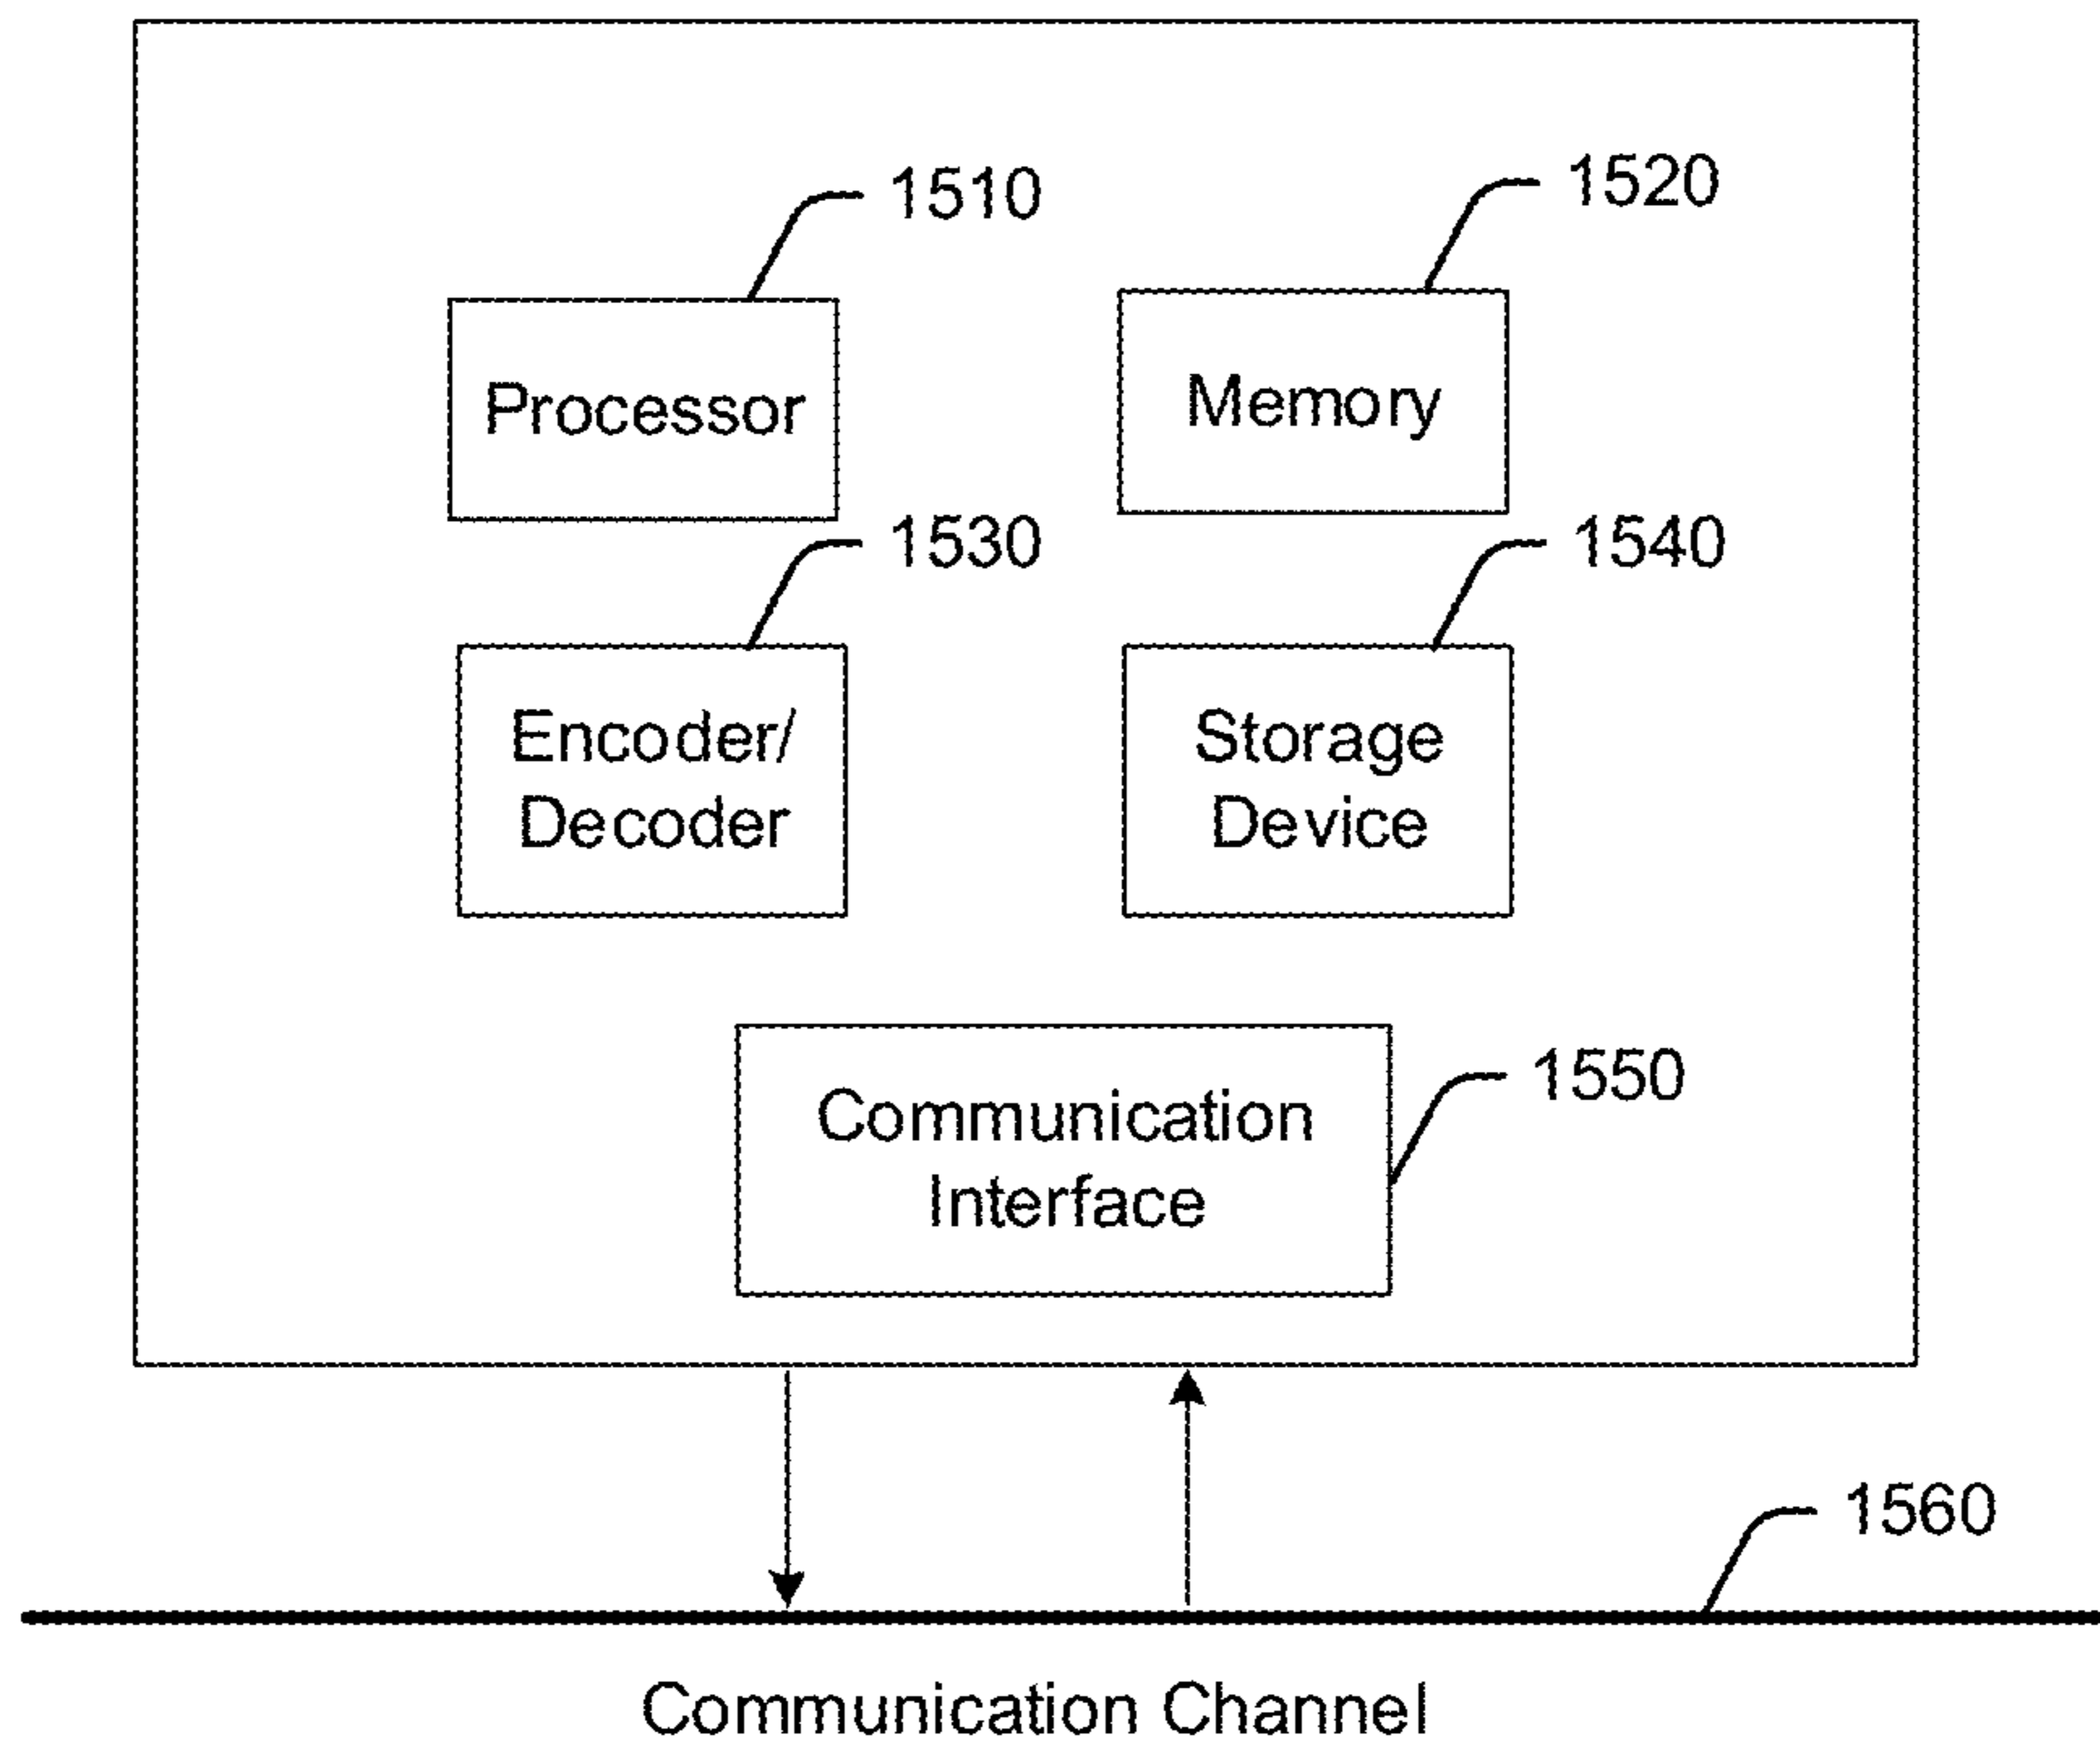 1510
1520
Processor
Memory
1530
1540
Encoder/
Decoder
Storage
Device
1550
Communication
Interface
1560
Communication Channel